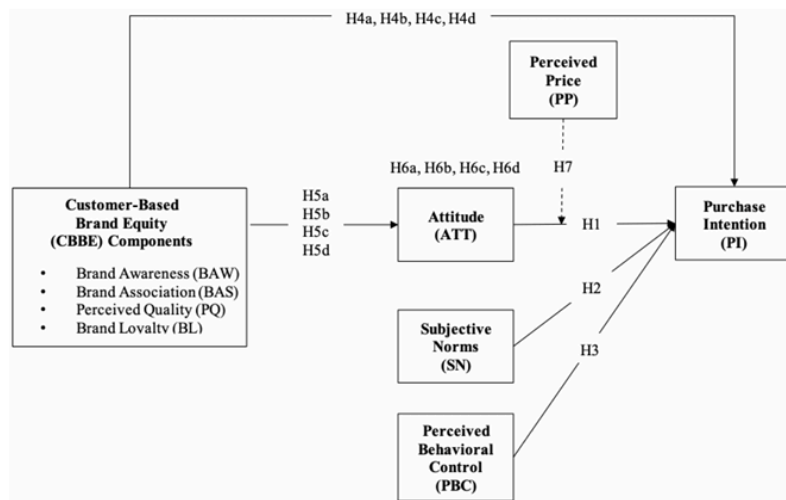 H4a, H4b, H4c, H4d
Perceived
Price
(PP)
H6a, H6b, H6c, H6d
H7
Customer-Based
Brand Equity
(CBBE) Components
• Brand Awareness (BAW)
• Brand Association (BAS)
• Perceived Quality (PQ)
• Brand Loyalty (BL)
H5a
H5b
H5c
H5d
Attitude
(ATT)
H1
Purchase
Intention
(PI)
H2
Subjective
Norms
(SN)
H3
Perceived
Behavioral
Control
(PBC)